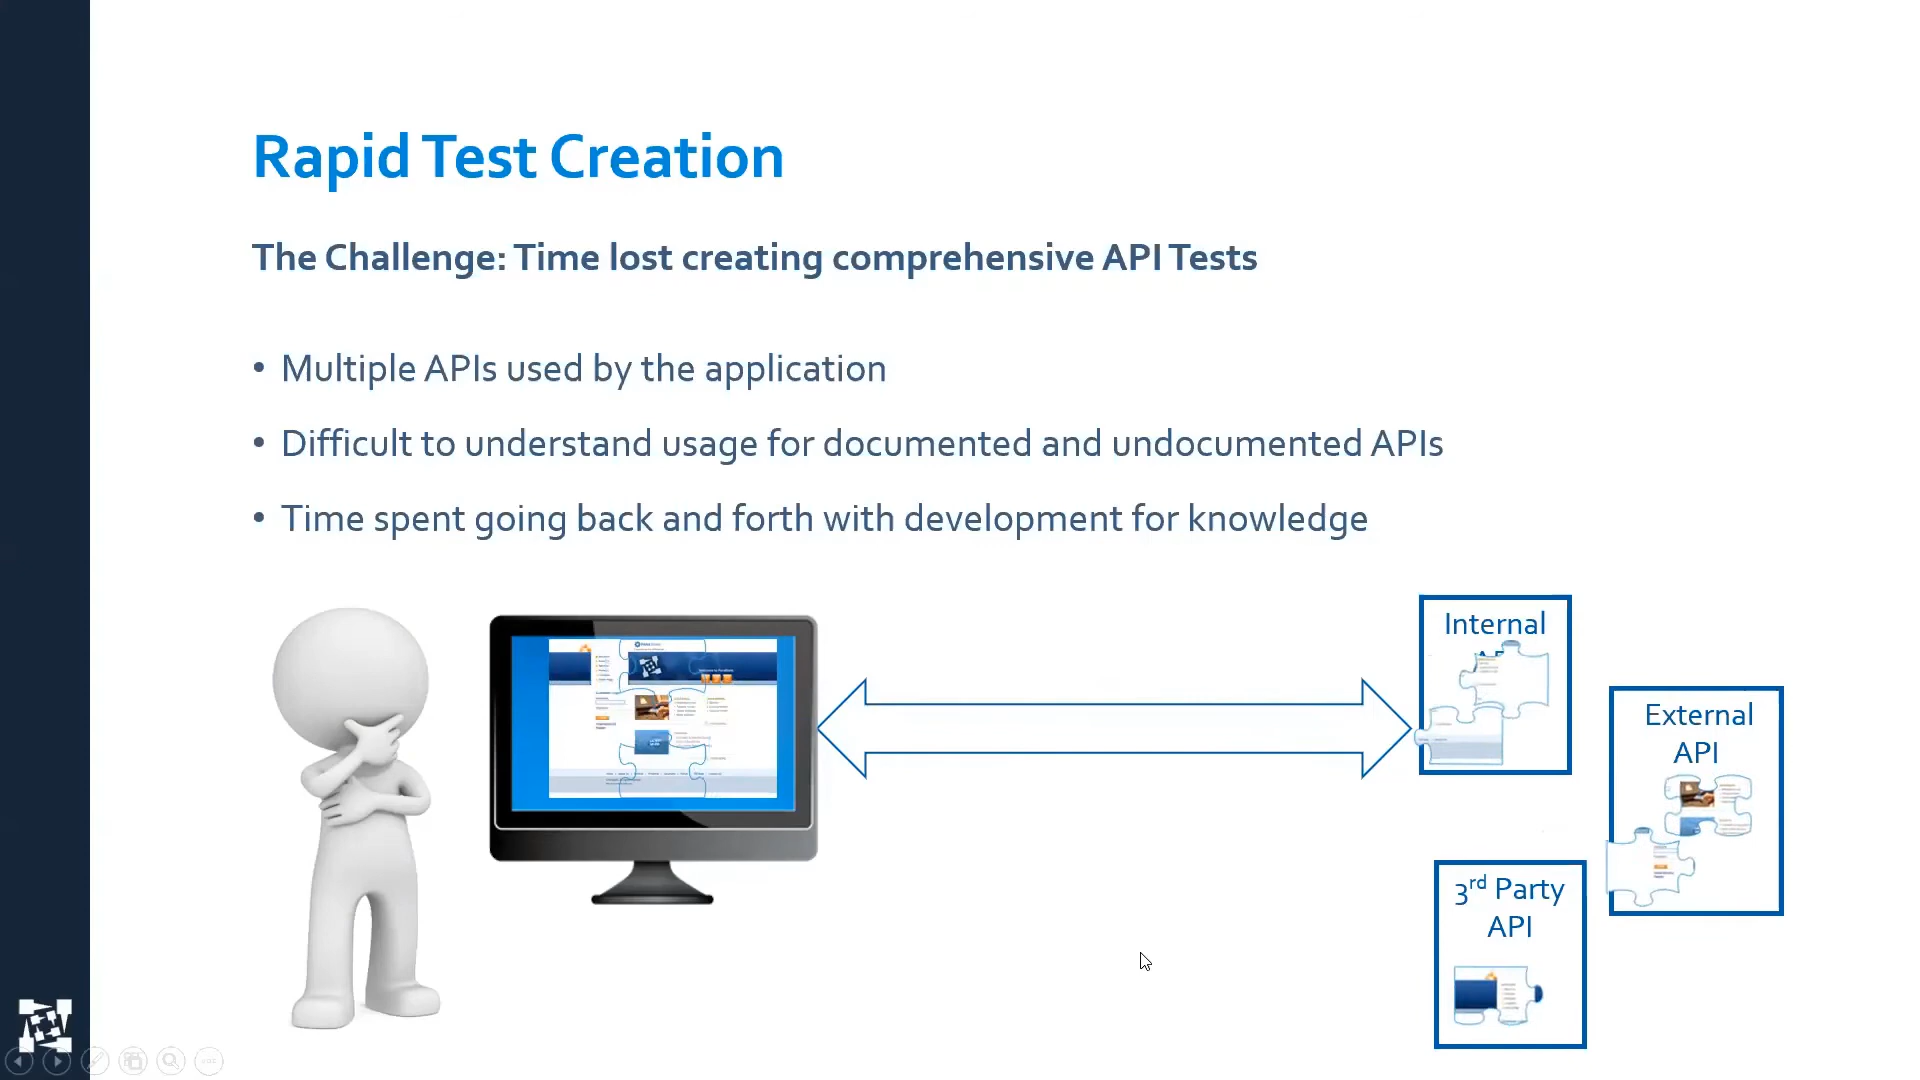 Rapid Test Creation
The Challenge: Time lost creating comprehensive API Tests
• Multiple APIs used by the application
• Difficult to understand usage for documented and undocumented APIs
• Time spent going back and forth with development for knowledge
Internal
External
API
3rd Party
API